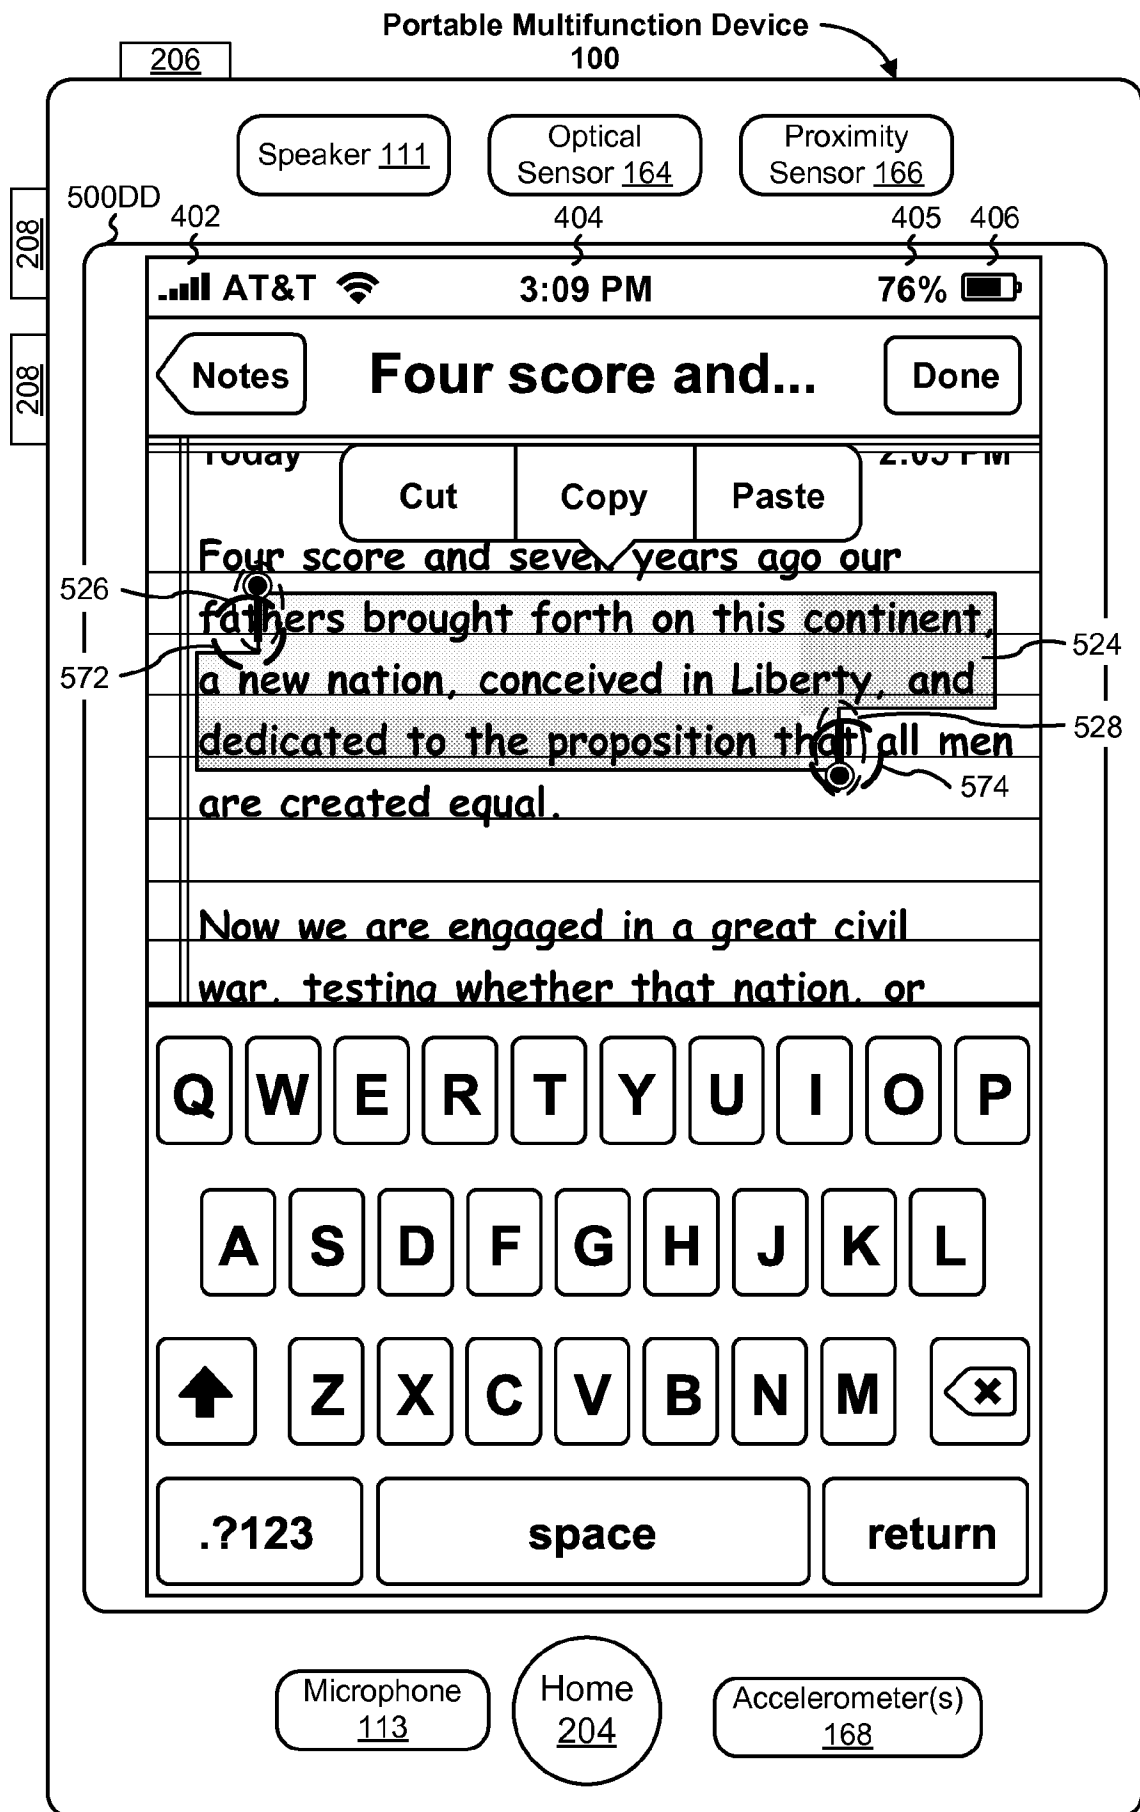 Portable Multifunction Device
100
206
Speaker 111
Optical
Sensor 164
Proximity
Sensor 166
208
500DD
402
404
405
406
AT&T
3:09 PM
76%
208
Notes
Four score and...
Done
Today
2:05 PM
Cut
Copy
Paste
Four score and seven years ago our
526
fathers brought forth on this continent,
524
572
a new nation, conceived in Liberty, and
528
dedicated to the proposition that all men
574
are created equal.
Now we are engaged in a great civil
war, testing whether that nation, or
Q W E R T Y U I O P
A S D F G H J K L
Z X C V B N M
.?123
space
return
Microphone
113
Home
204
Accelerometer(s)
168